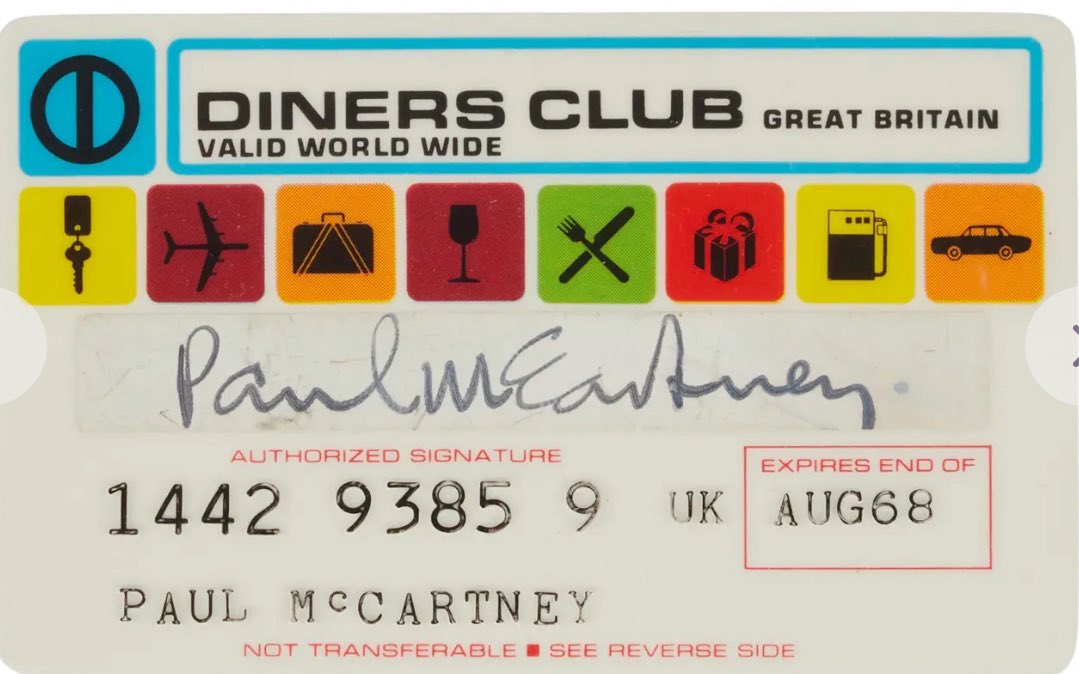 DINERS CLUB GREAT BRITAIN
VALID WORLD WIDE
Paul McCartney.
AUTHORIZED SIGNATURE
EXPIRES END OF
1442 9385 9 UK AUG68
PAUL McCARTNEY
NOT TRANSFERABLE ■ SEE REVERSE SIDE